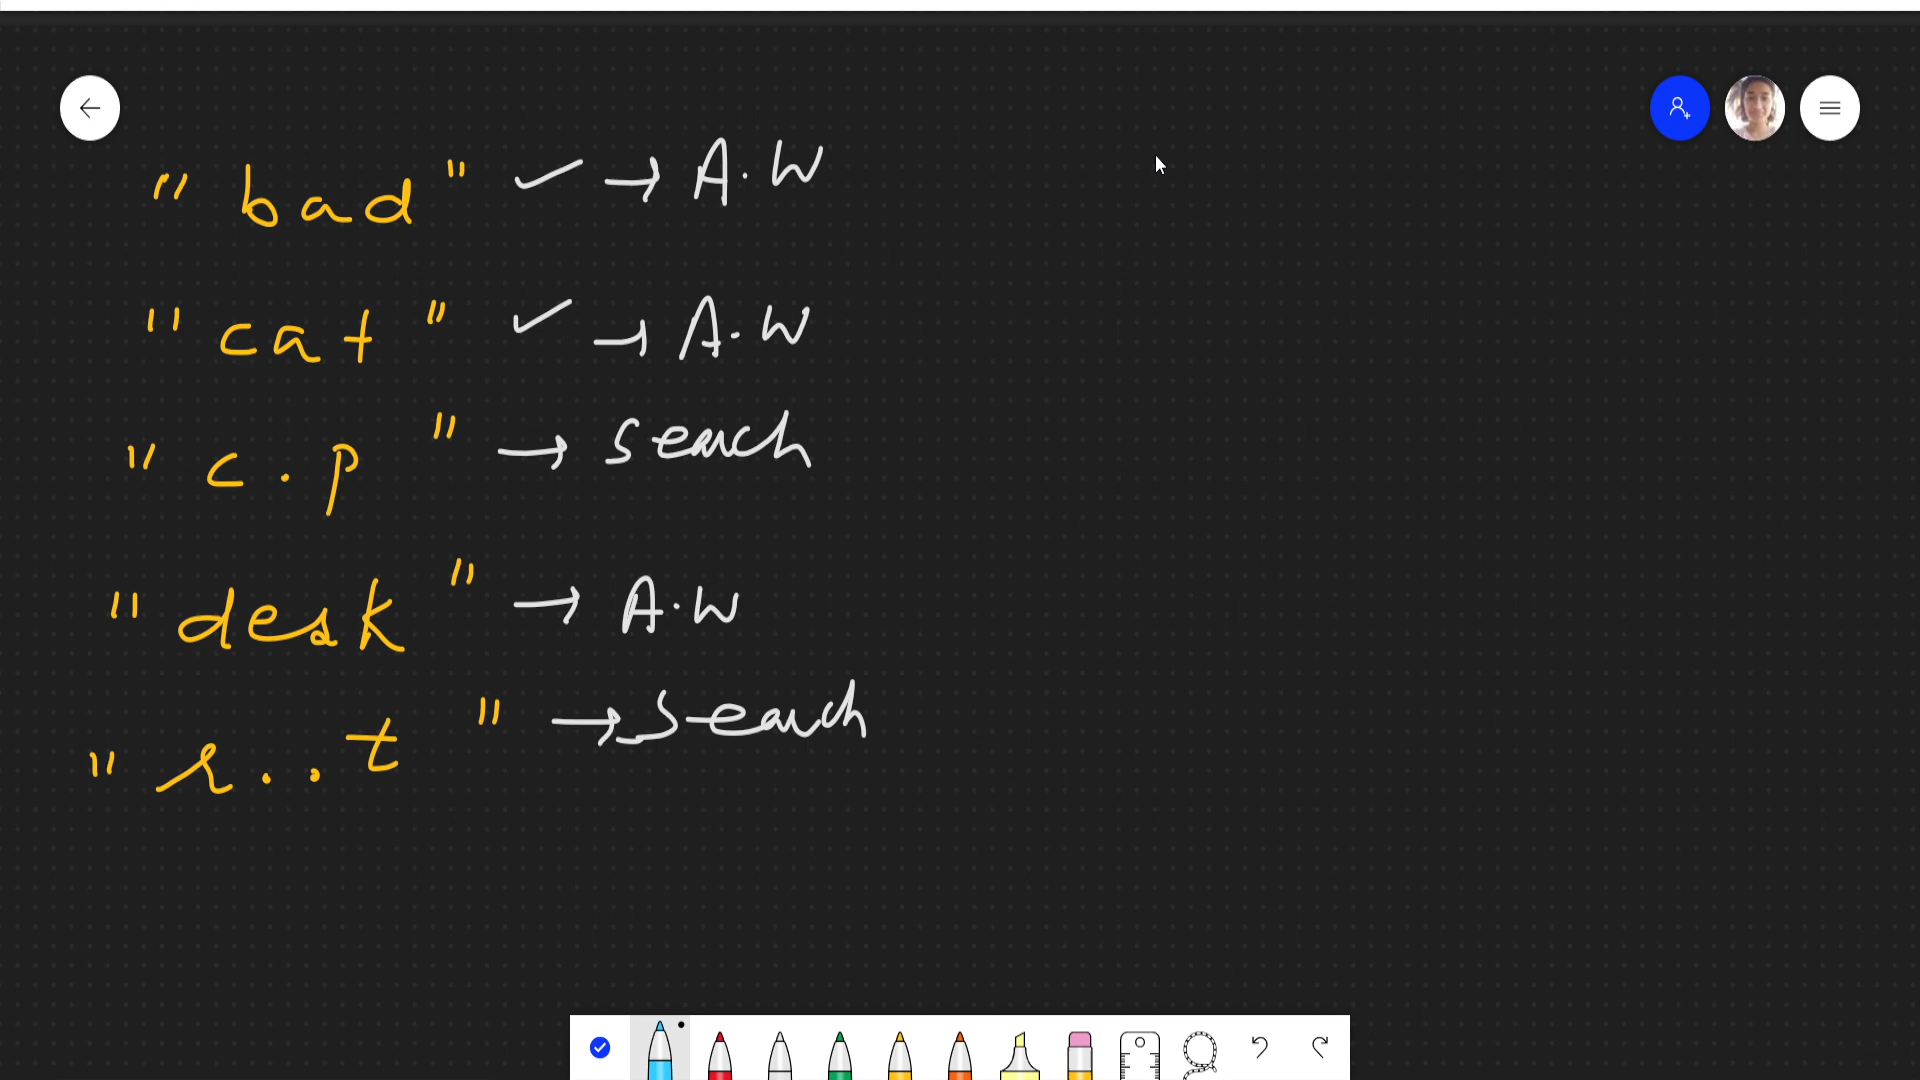 "bad" ✓ → A.W
"cat" ✓ → A.W
"c.p" → search
"desk" → A.W
"r..t" → search